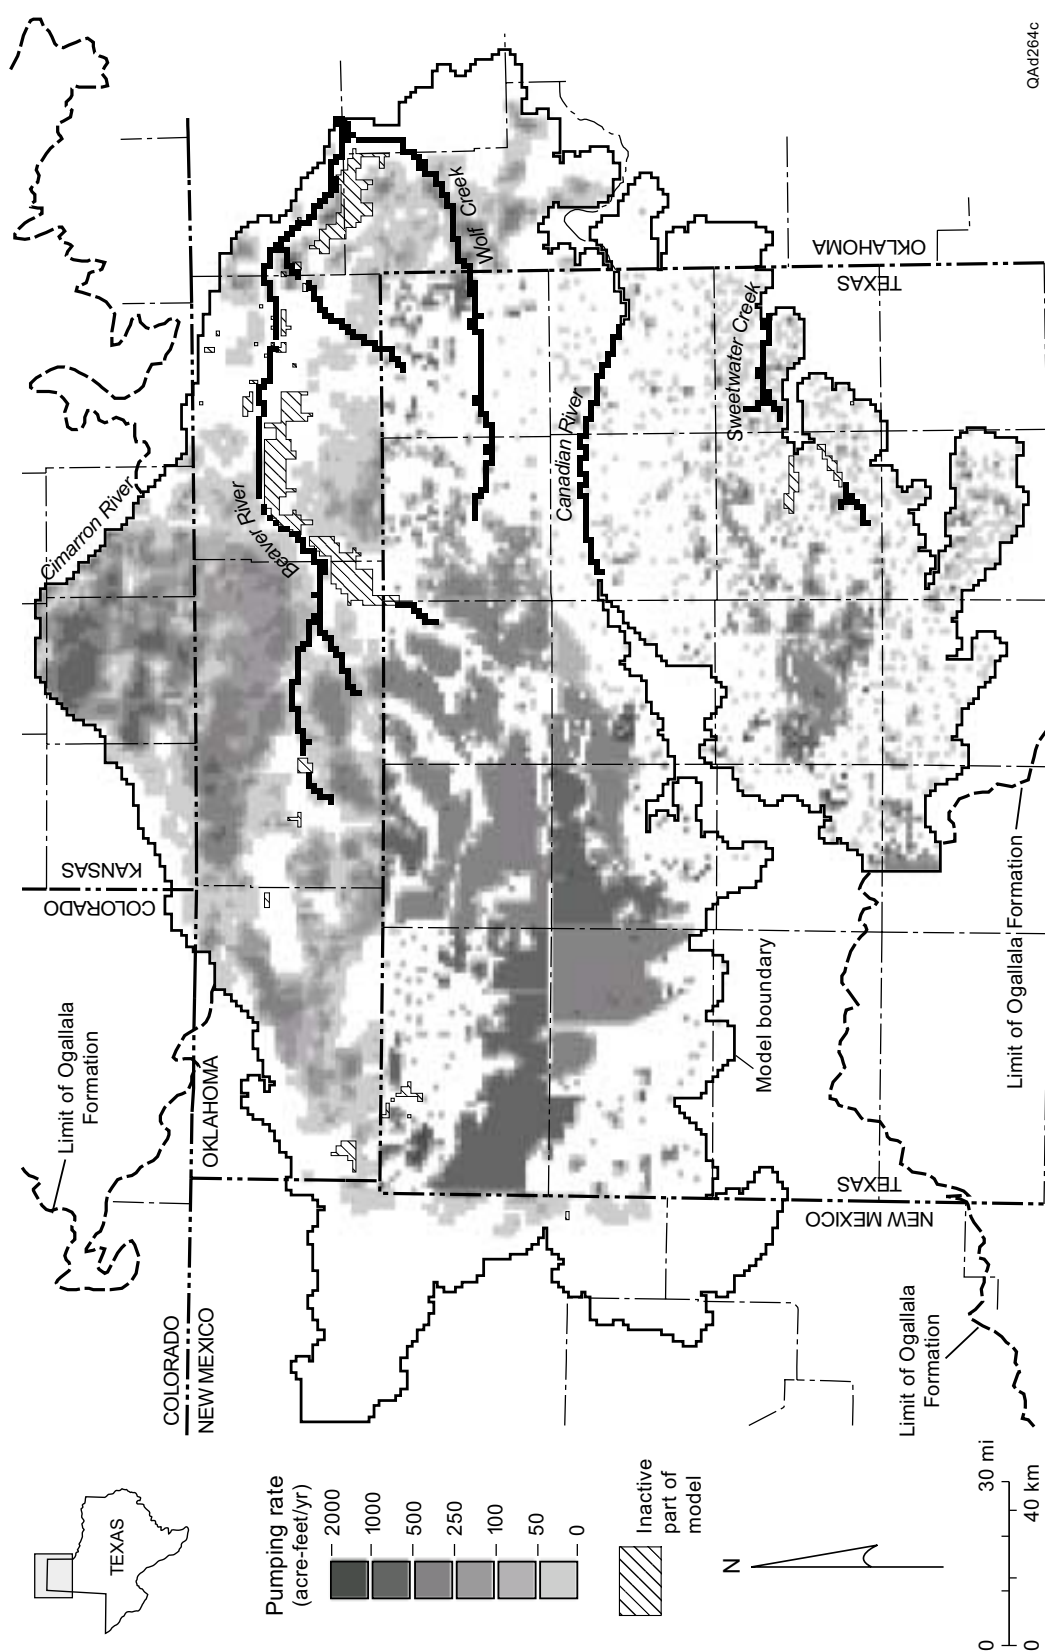 COLORADO
NEW MEXICO
Limit of Ogallala
Formation
OKLAHOMA
COLORADO
KANSAS
Cimarron River
Beaver River
Wolf Creek
Canadian River
Sweetwater Creek
OKLAHOMA
TEXAS
TEXAS
NEW MEXICO
Model boundary
Limit of Ogallala Formation
Limit of Ogallala
Formation
TEXAS
Pumping rate
(acre-feet/yr)
2000
1000
500
250
100
50
0
Inactive
part of
model
N
0 30 mi
0 40 km
QAd264c